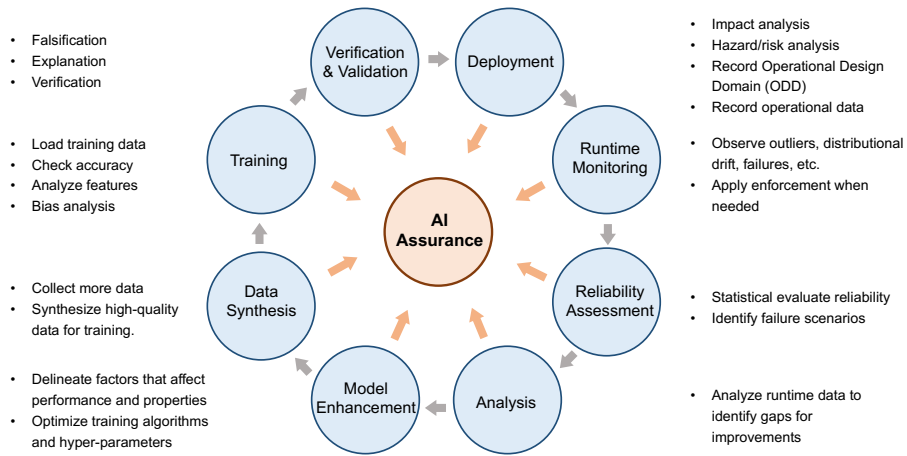 • Falsification
• Explanation
• Verification
Verification
& Validation
Deployment
• Impact analysis
• Hazard/risk analysis
• Record Operational Design
Domain (ODD)
• Record operational data
• Load training data
• Check accuracy
• Analyze features
• Bias analysis
Training
Runtime
Monitoring
• Observe outliers, distributional
drift, failures, etc.
• Apply enforcement when
needed
AI
Assurance
• Collect more data
• Synthesize high-quality
data for training.
Data
Synthesis
Reliability
Assessment
• Statistical evaluate reliability
• Identify failure scenarios
• Delineate factors that affect
performance and properties
• Optimize training algorithms
and hyper-parameters
Model
Enhancement
Analysis
• Analyze runtime data to
identify gaps for
improvements